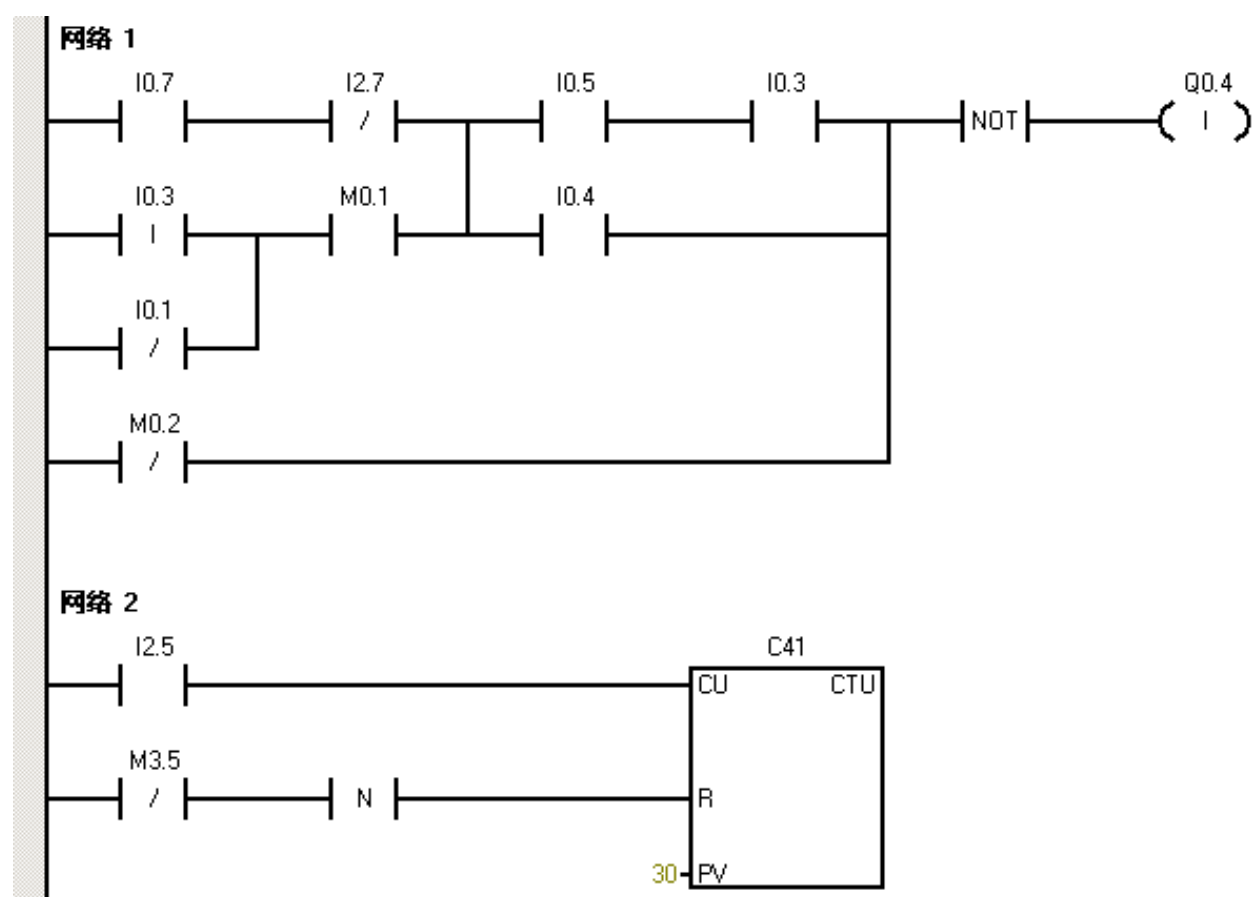 网络 1
I0.7 I2.7 I0.5 I0.3 Q0.4
/ NOT I
I0.3 M0.1 I0.4
I
I0.1
/
M0.2
/
网络 2
I2.5 C41
CU CTU
M3.5
/ N R
30 PV